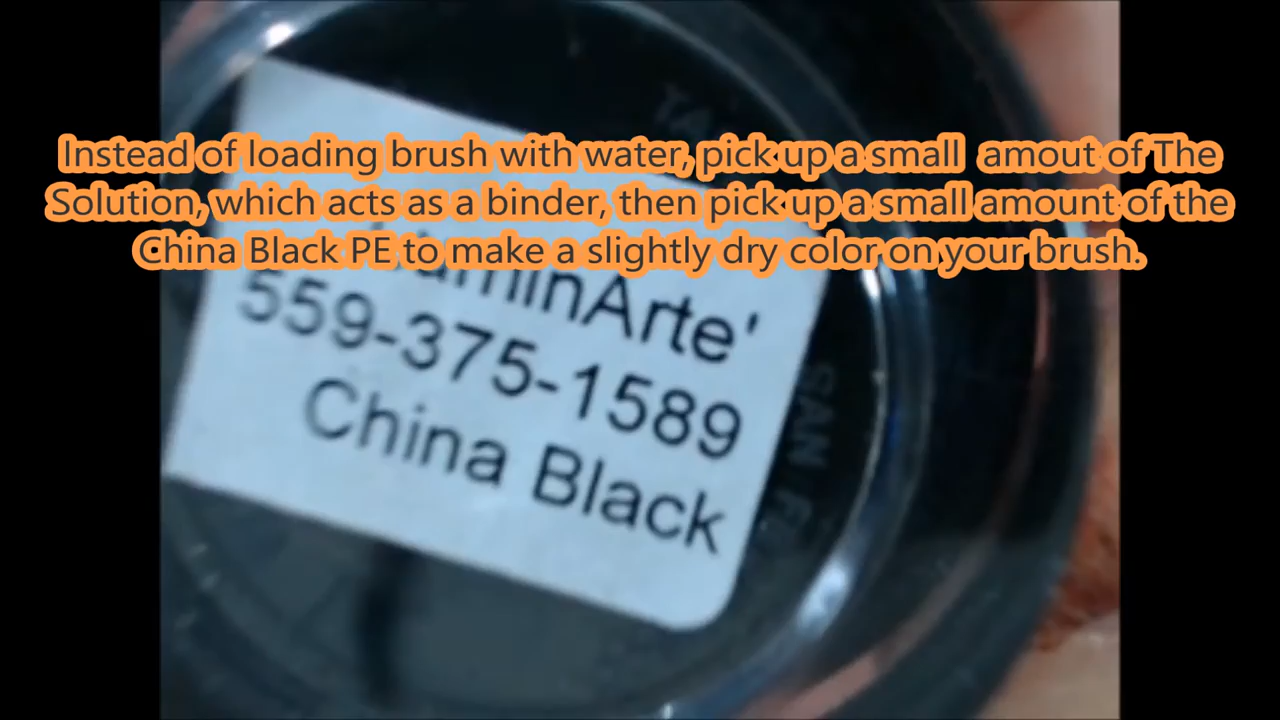 Instead of loading brush with water, pick up a small amout of The
Solution, which acts as a binder, then pick up a small amount of the
China Black PE to make a slightly dry color on your brush.
minArte'
559-375-1589
China Black
SAN